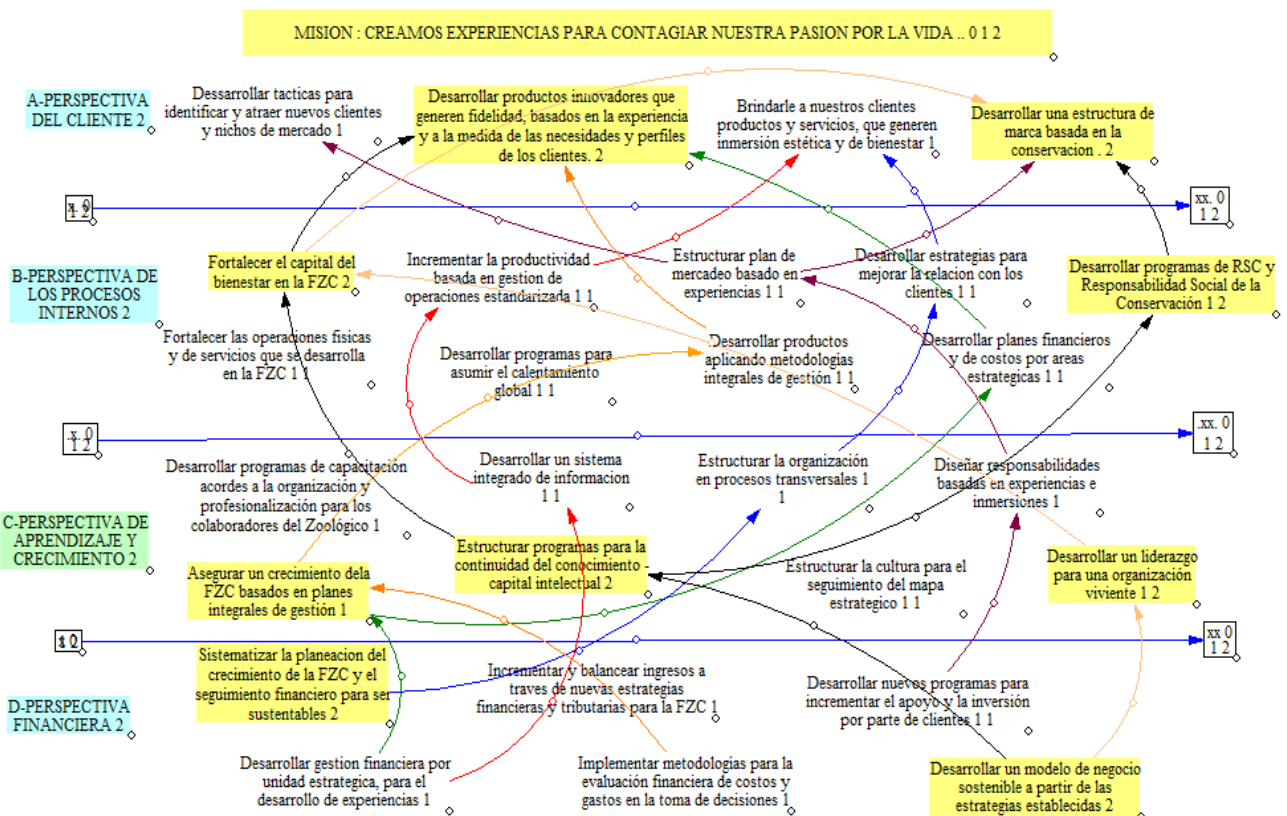 MISION : CREAMOS EXPERIENCIAS PARA CONTAGIAR NUESTRA PASION POR LA VIDA .. 0 1 2
A-PERSPECTIVA
DEL CLIENTE 2
Dessarrollar tacticas para
identificar y atraer nuevos clientes
y nichos de mercado 1
Desarrollar productos innovadores que
generen fidelidad, basados en la experiencia
y a la medida de las necesidades y perfiles
de los clientes. 2
Brindarle a nuestros clientes
productos y servicios, que generen
inmersión estética y de bienestar 1
Desarrollar una estructura de
marca basada en la
conservacion . 2
1 2
xx. 0
1 2
B-PERSPECTIVA DE
LOS PROCESOS
INTERNOS 2
Fortalecer el capital del
bienestar en la FZC 2
Incrementar la productividad
basada en gestion de
operaciones estandarizada 1 1
Estructurar plan de
mercadeo basado en
experiencias 1 1
Desarrollar estrategias para
mejorar la relacion con los
clientes 1 1
Desarrollar programas de RSC y
Responsabilidad Social de la
Conservación 1 2
Fortalecer las operaciones fisicas
y de servicios que se desarrolla
en la FZC 1 1
Desarrollar programas para
asumir el calentamiento
global 1 1
Desarrollar productos
aplicando metodologias
integrales de gestión 1 1
Desarrollar planes financieros
y de costos por areas
estrategicas 1 1
.x. 0
1 2
.xx. 0
1 2
C-PERSPECTIVA DE
APRENDIZAJE Y
CRECIMIENTO 2
Desarrollar programas de capacitación
acordes a la organización y
profesionalización para los
colaboradores del Zoológico 1
Desarrollar un sistema
integrado de informacion
1 1
Estructurar la organización
en procesos transversales 1
1
Diseñar responsabilidades
basadas en experiencias e
inmersiones 1
Asegurar un crecimiento dela
FZC basados en planes
integrales de gestión 1
Estructurar programas para la
continuidad del conocimiento -
capital intelectual 2
Estructurar la cultura para el
seguimiento del mapa
estrategico 1 1
Desarrollar un liderazgo
para una organización
viviente 1 2
xx 0
1 2
D-PERSPECTIVA
FINANCIERA 2
Sistematizar la planeacion del
crecimiento de la FZC y el
seguimiento financiero para ser
sustentables 2
Incrementar y balancear ingresos a
traves de nuevas estrategias
financieras y tributarias para la FZC 1
Desarrollar nuevos programas para
incrementar el apoyo y la inversión
por parte de clientes 1 1
Desarrollar gestion financiera por
unidad estrategica, para el
desarrollo de experiencias 1
Implementar metodologias para la
evaluación financiera de costos y
gastos en la toma de decisiones 1
Desarrollar un modelo de negocio
sostenible a partir de las
estrategias establecidas 2